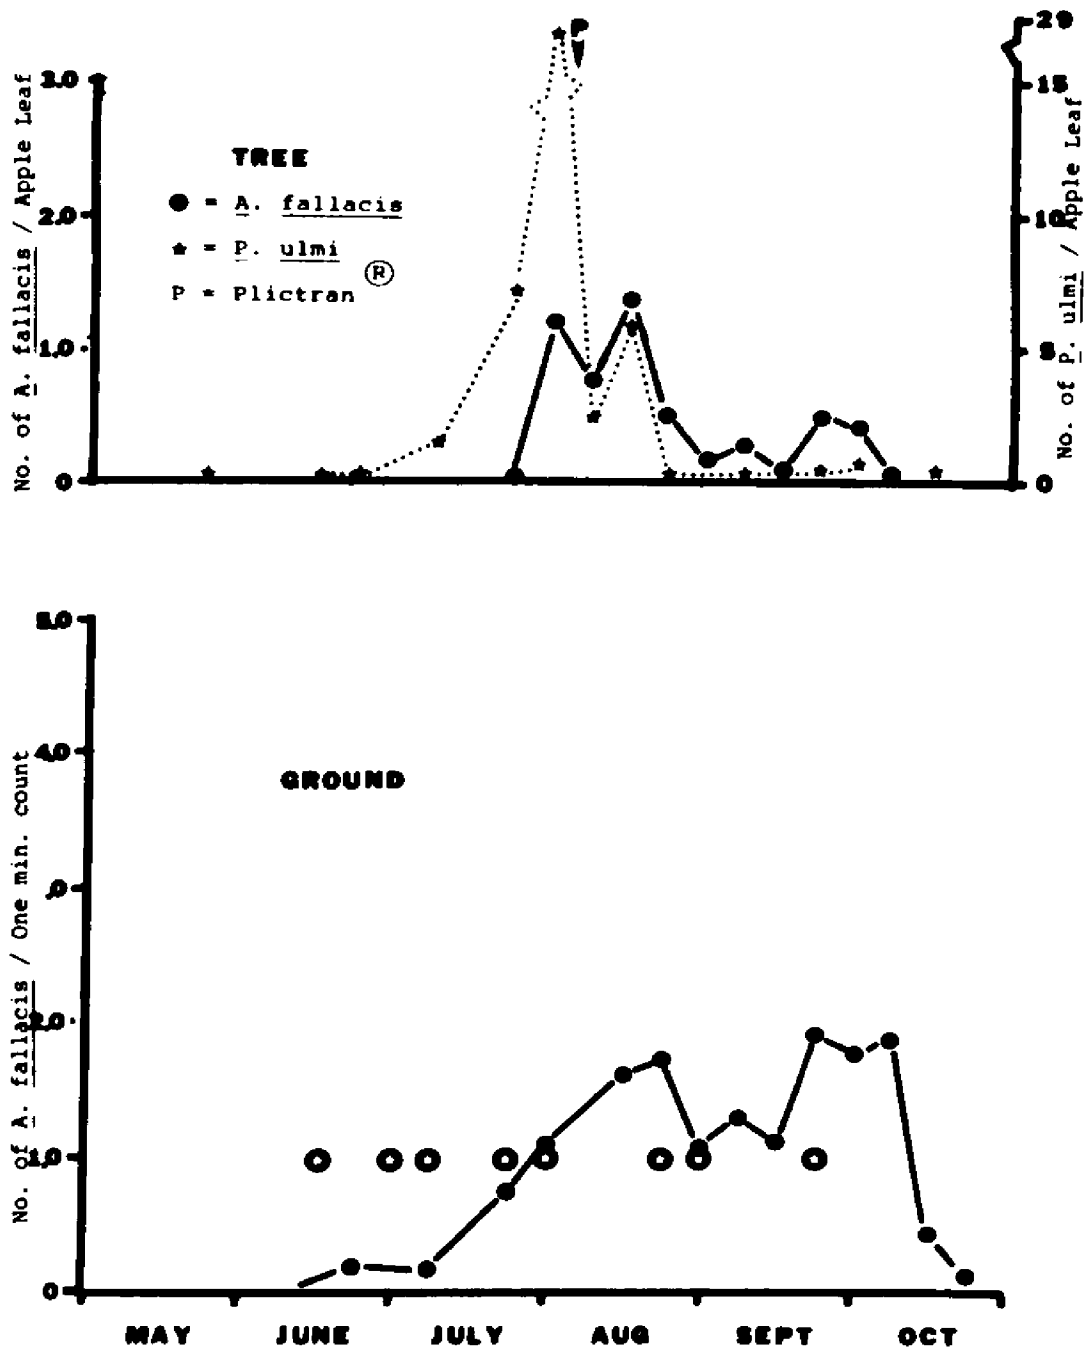 P
29
3.0
15
TREE
● = A. fallacis
2.0
10
★ = P. ulmi
P = Plictran ®
1.0
5
0
0
No. of A. fallacis / Apple Leaf
No. of P. ulmi / Apple Leaf
5.0
4.0
GROUND
.0
2.0
1.0
0
No. of A. fallacis / One min. count
MAY JUNE JULY AUG SEPT OCT